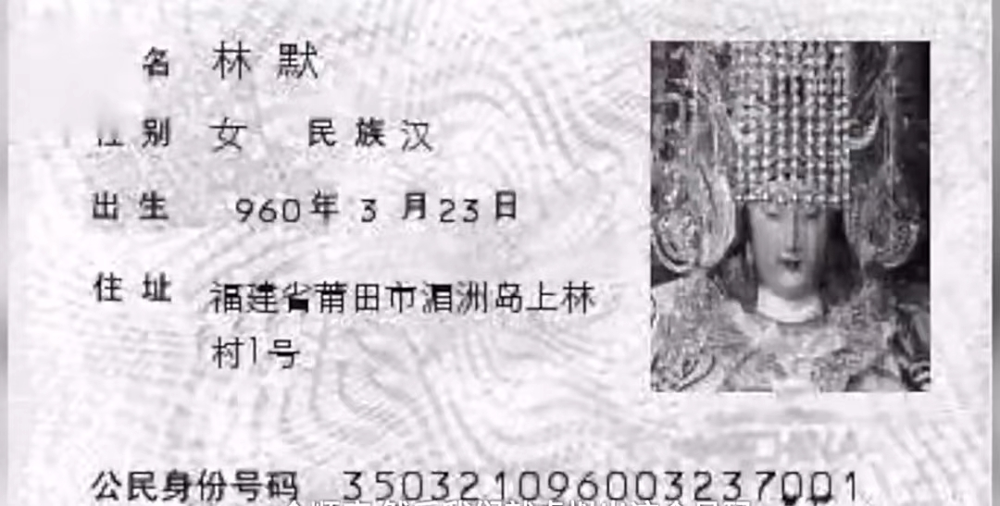 名 林默
性别 女 民族 汉
出生 960年3月23日
住址 福建省莆田市湄洲岛上林
村1号
公民身份号码 350321096003237001